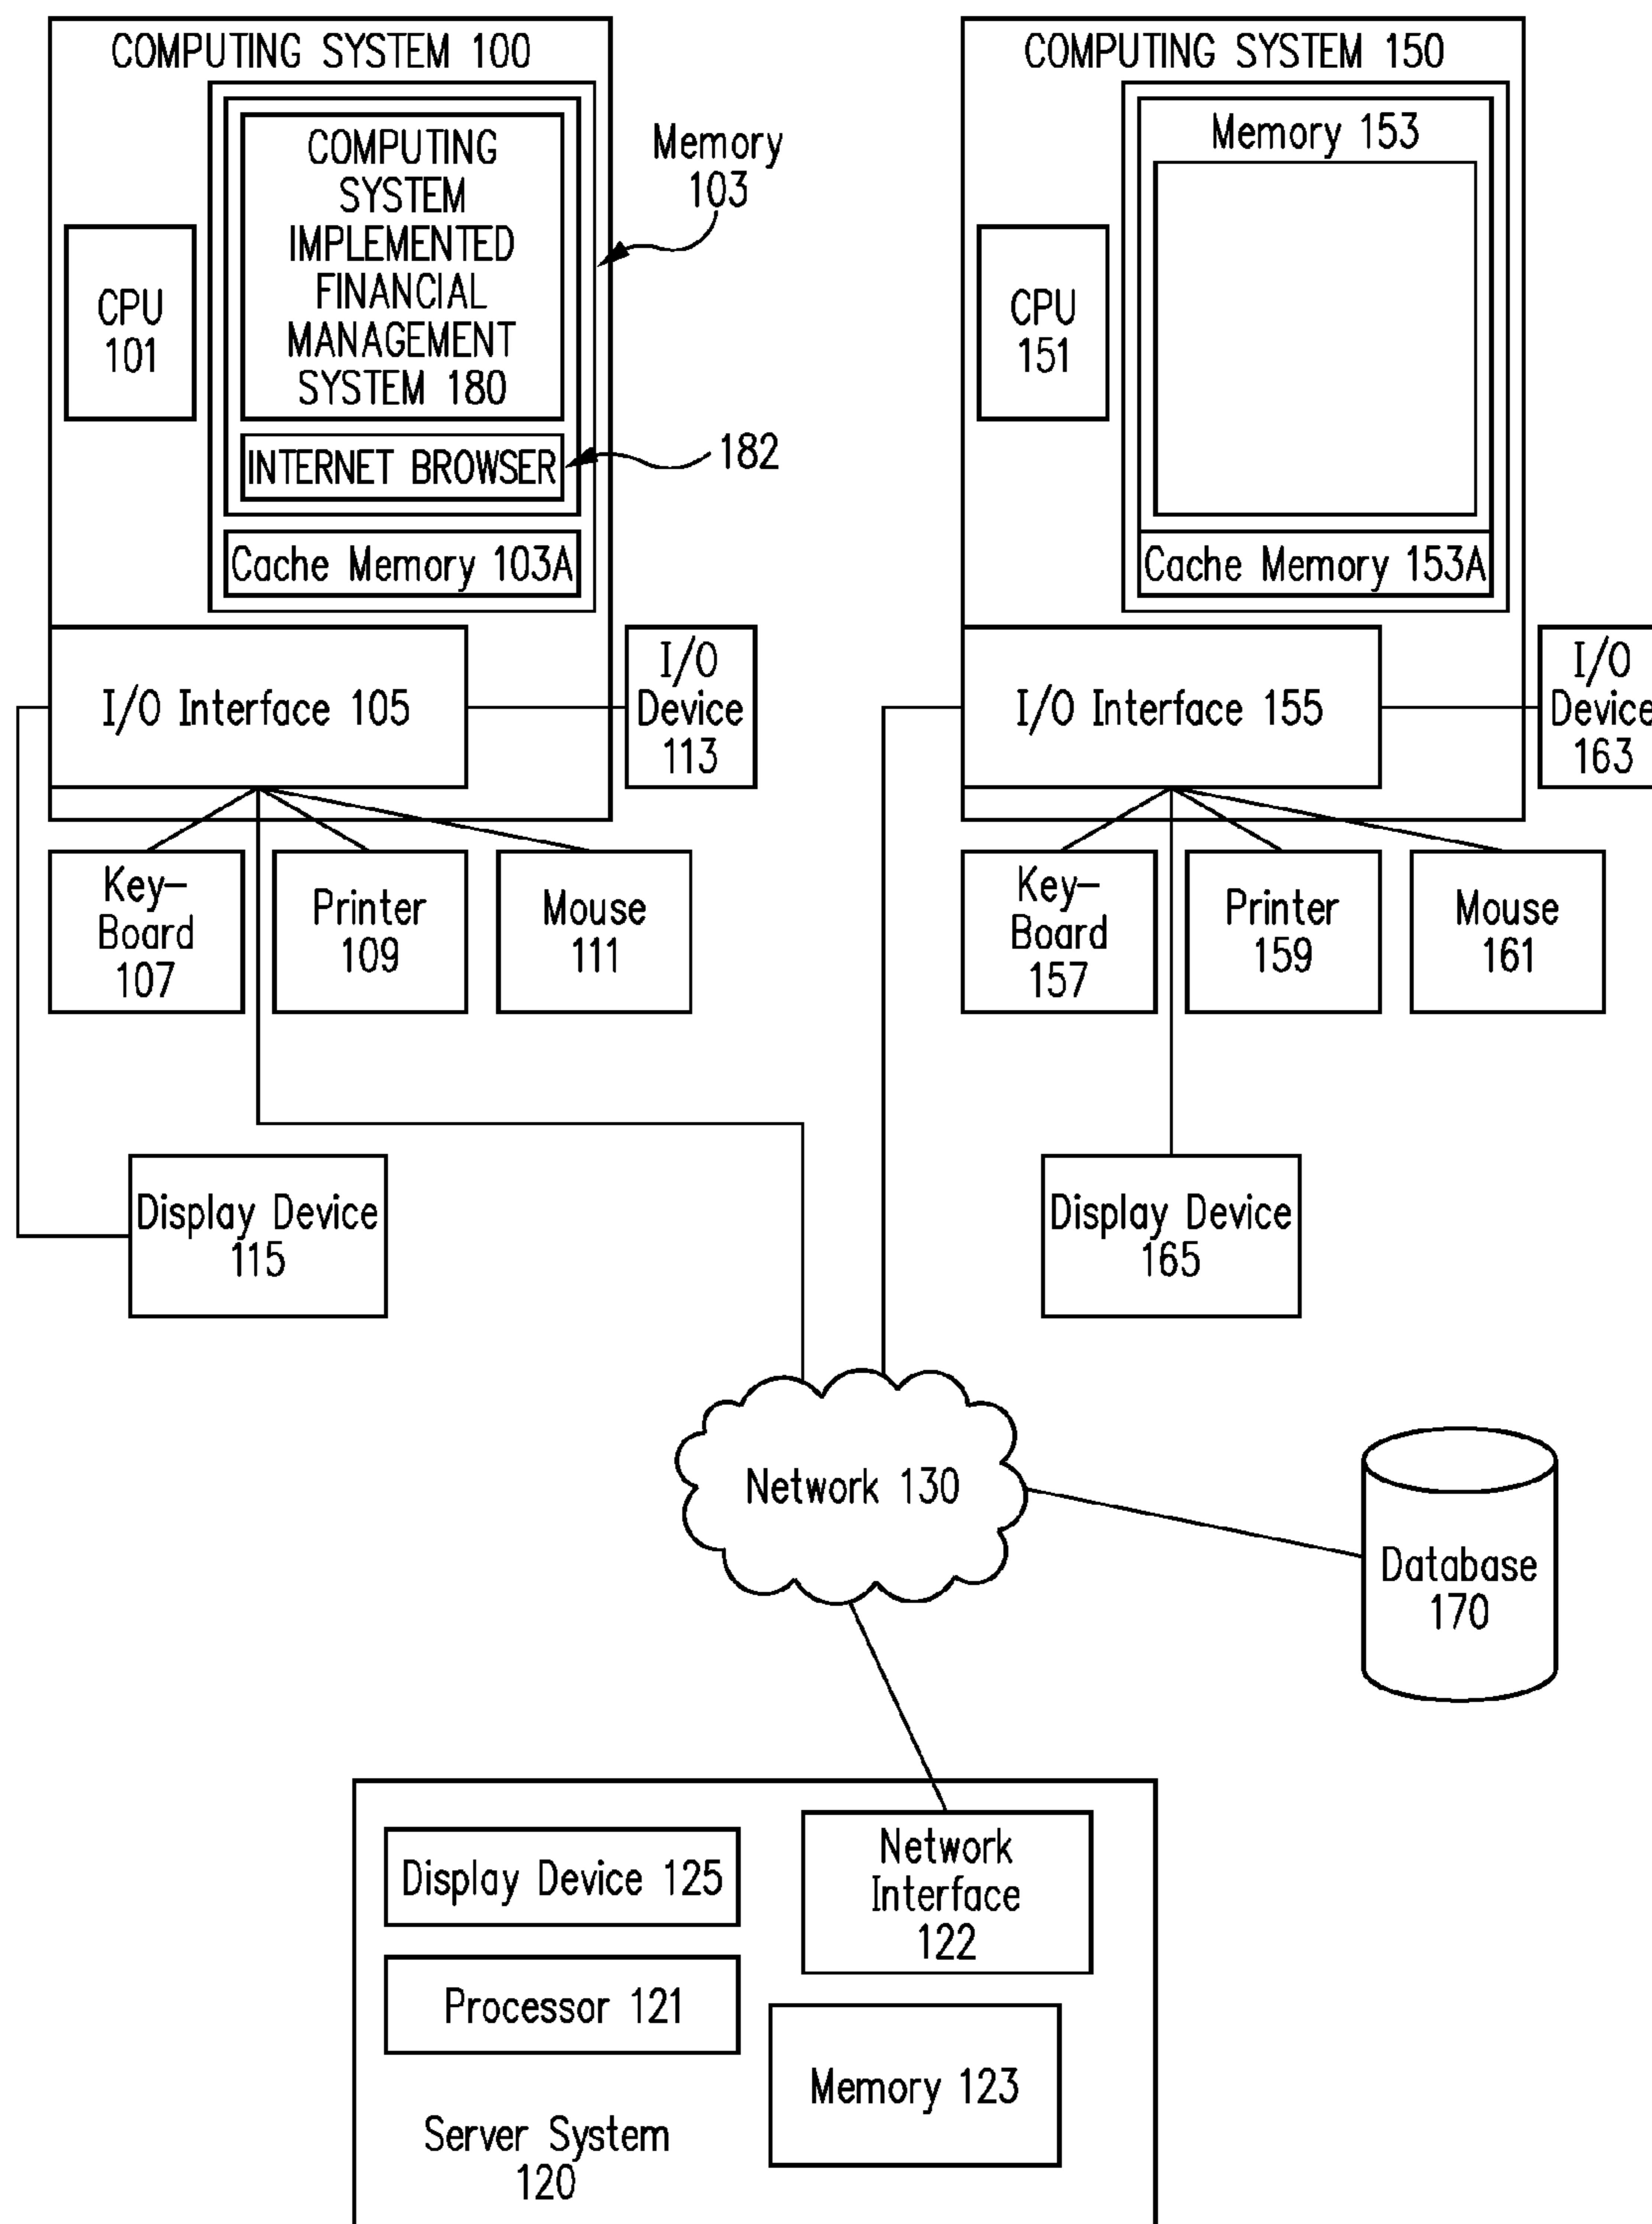 COMPUTING SYSTEM 100
COMPUTING
SYSTEM
IMPLEMENTED
FINANCIAL
MANAGEMENT
SYSTEM 180
Memory
103
CPU
101
INTERNET BROWSER
182
Cache Memory 103A
I/O Interface 105
I/O
Device
113
Key-
Board
107
Printer
109
Mouse
111
Display Device
115
COMPUTING SYSTEM 150
Memory 153
CPU
151
Cache Memory 153A
I/O Interface 155
I/O
Device
163
Key-
Board
157
Printer
159
Mouse
161
Display Device
165
Network 130
Database
170
Display Device 125
Network
Interface
122
Processor 121
Memory 123
Server System
120